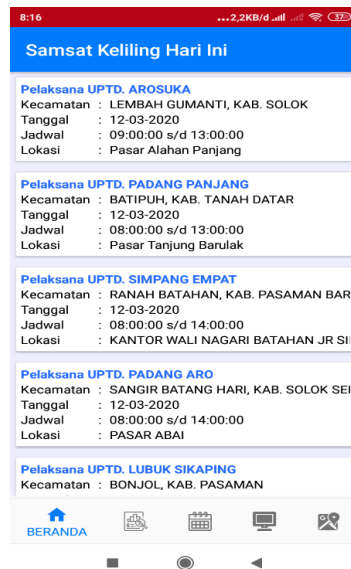 8:16 ...2,2KB/d 37
Samsat Keliling Hari Ini
Pelaksana UPTD. AROSUKA
Kecamatan : LEMBAH GUMANTI, KAB. SOLOK
Tanggal : 12-03-2020
Jadwal : 09:00:00 s/d 13:00:00
Lokasi : Pasar Alahan Panjang
Pelaksana UPTD. PADANG PANJANG
Kecamatan : BATIPUH, KAB. TANAH DATAR
Tanggal : 12-03-2020
Jadwal : 08:00:00 s/d 13:00:00
Lokasi : Pasar Tanjung Barulak
Pelaksana UPTD. SIMPANG EMPAT
Kecamatan : RANAH BATAHAN, KAB. PASAMAN BAR
Tanggal : 12-03-2020
Jadwal : 08:00:00 s/d 14:00:00
Lokasi : KANTOR WALI NAGARI BATAHAN JR SI
Pelaksana UPTD. PADANG ARO
Kecamatan : SANGIR BATANG HARI, KAB. SOLOK SEI
Tanggal : 12-03-2020
Jadwal : 08:00:00 s/d 14:00:00
Lokasi : PASAR ABAI
Pelaksana UPTD. LUBUK SIKAPING
Kecamatan : BONJOL, KAB. PASAMAN
BERANDA